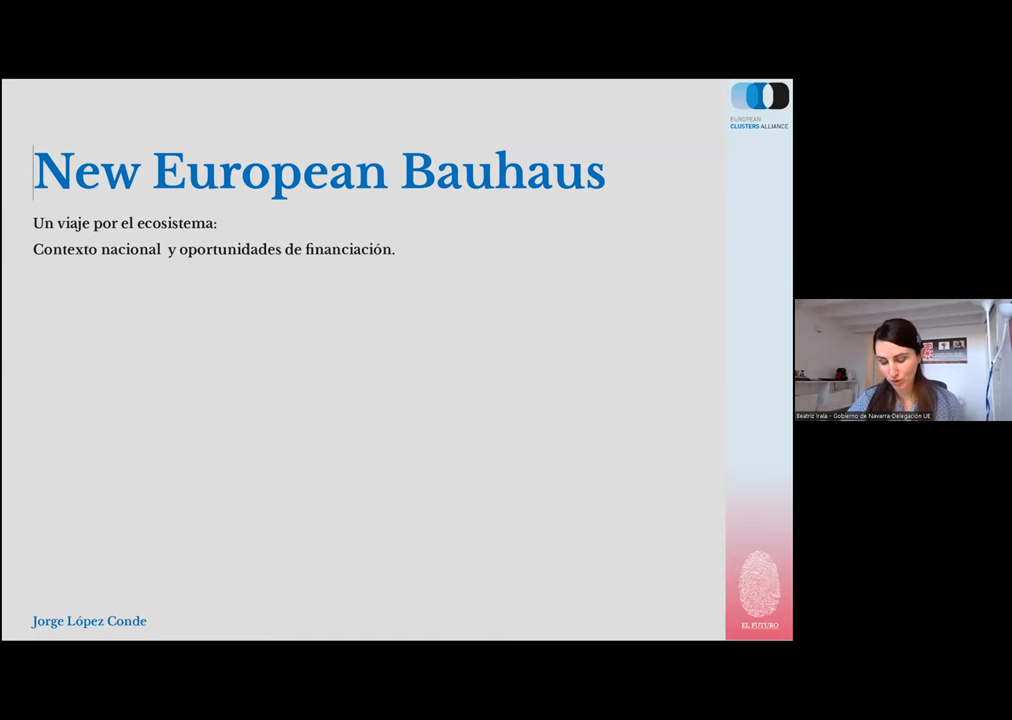 EUROPEAN
CLUSTERS ALLIANCE
New European Bauhaus
Un viaje por el ecosistema:
Contexto nacional y oportunidades de financiación.
Beatriz Irala - Gobierno de Navarra-Delegación UE
Jorge López Conde
EL FUTURO